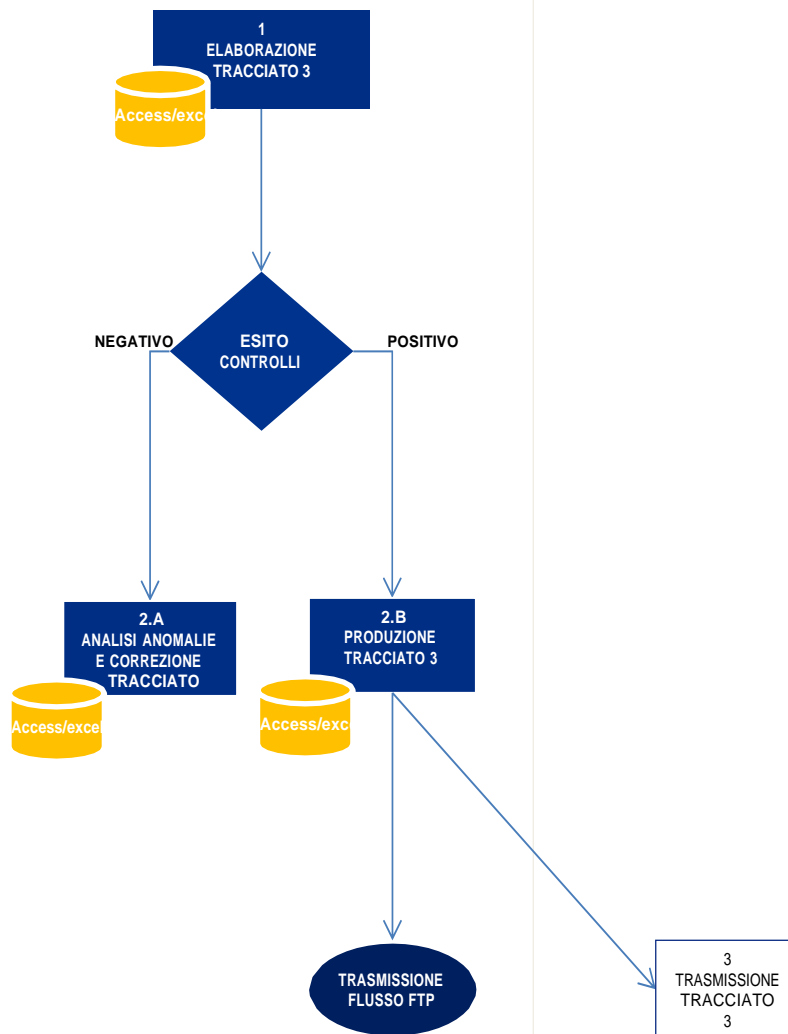 1
ELABORAZIONE
TRACCIATO 3
Access/exc
NEGATIVO
ESITO
CONTROLLI
POSITIVO
2.A
ANALISI ANOMALIE
E CORREZIONE
TRACCIATO
Access/excel
2.B
PRODUZIONE
TRACCIATO 3
Access/exc
TRASMISSIONE
FLUSSO FTP
3
TRASMISSIONE
TRACCIATO
3